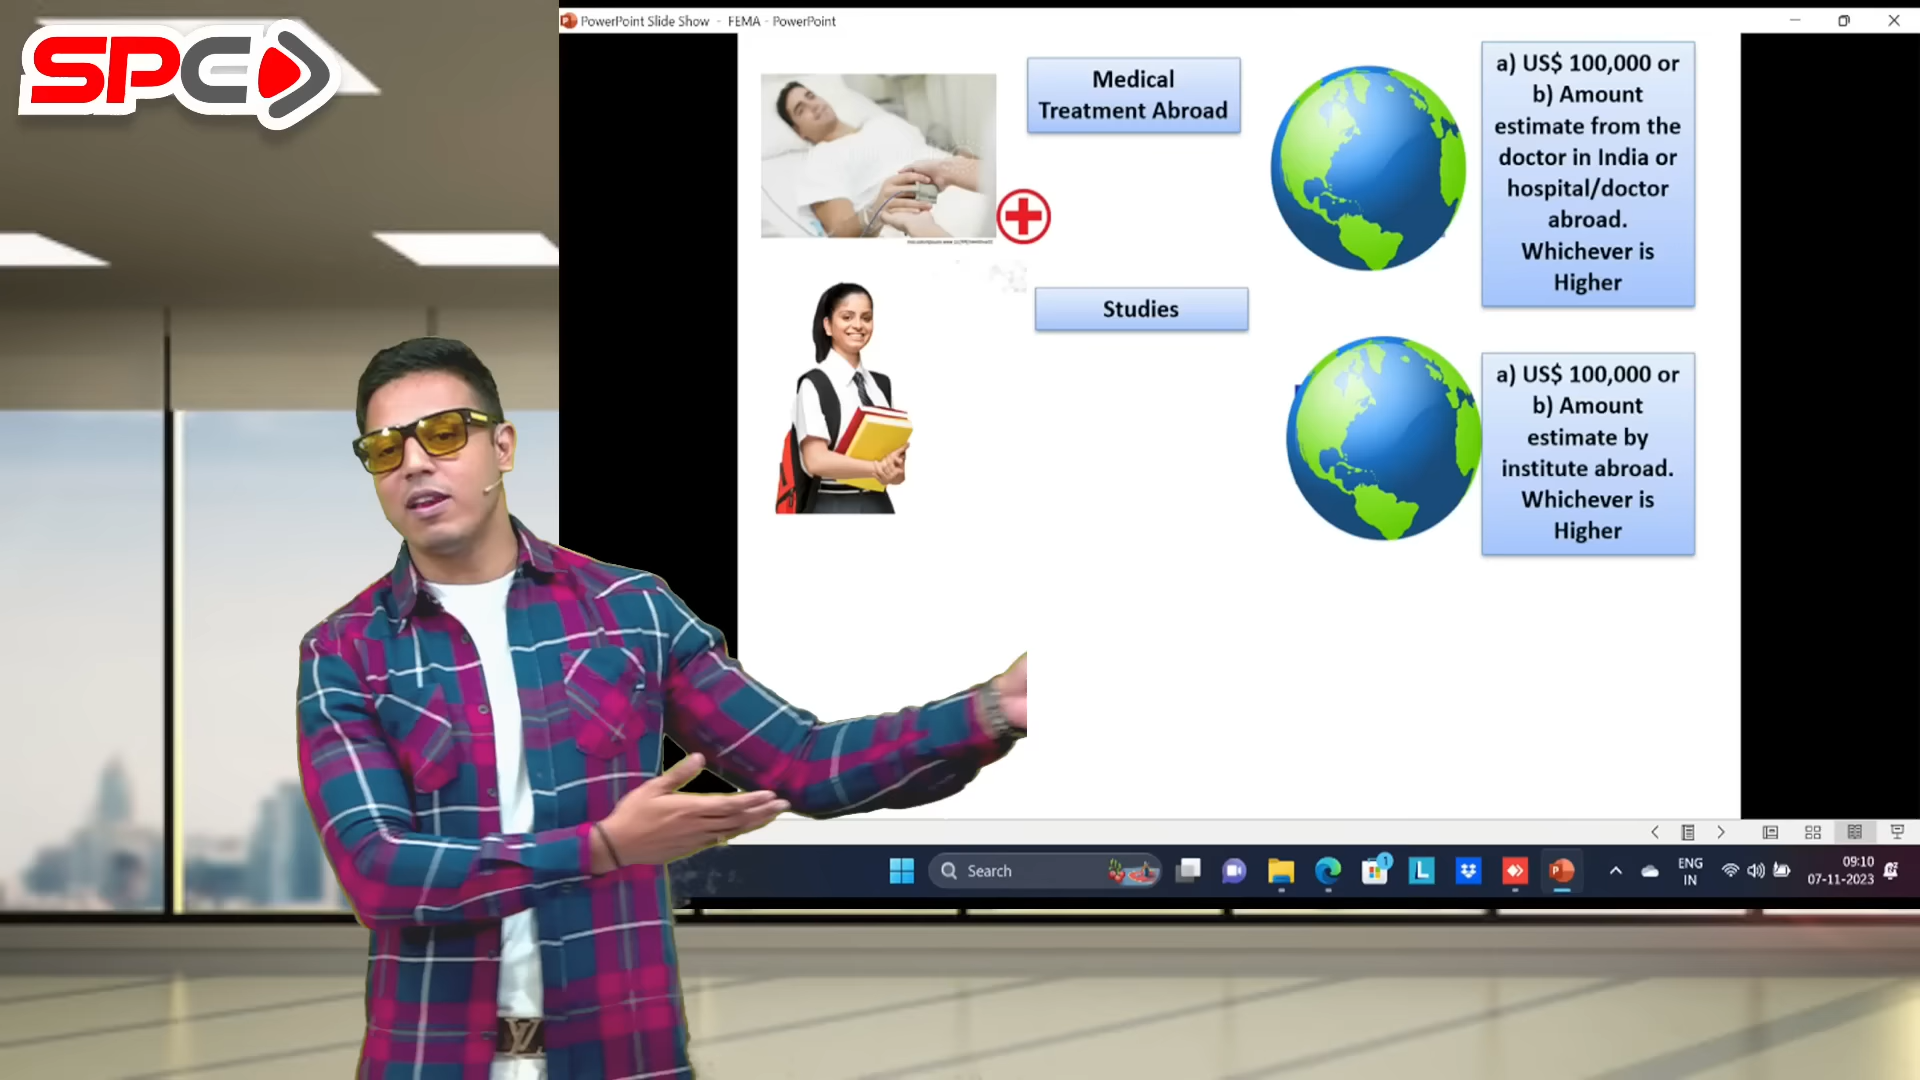 SPE
PowerPoint Slide Show - FEMA - PowerPoint
Medical
Treatment Abroad
a) US$ 100,000 or
b) Amount
estimate from the
doctor in India or
hospital/doctor
abroad.
Whichever is
Higher
Studies
a) US$ 100,000 or
b) Amount
estimate by
institute abroad.
Whichever is
Higher
Search
1
L
P
ENG
IN
09:10
07-11-2023